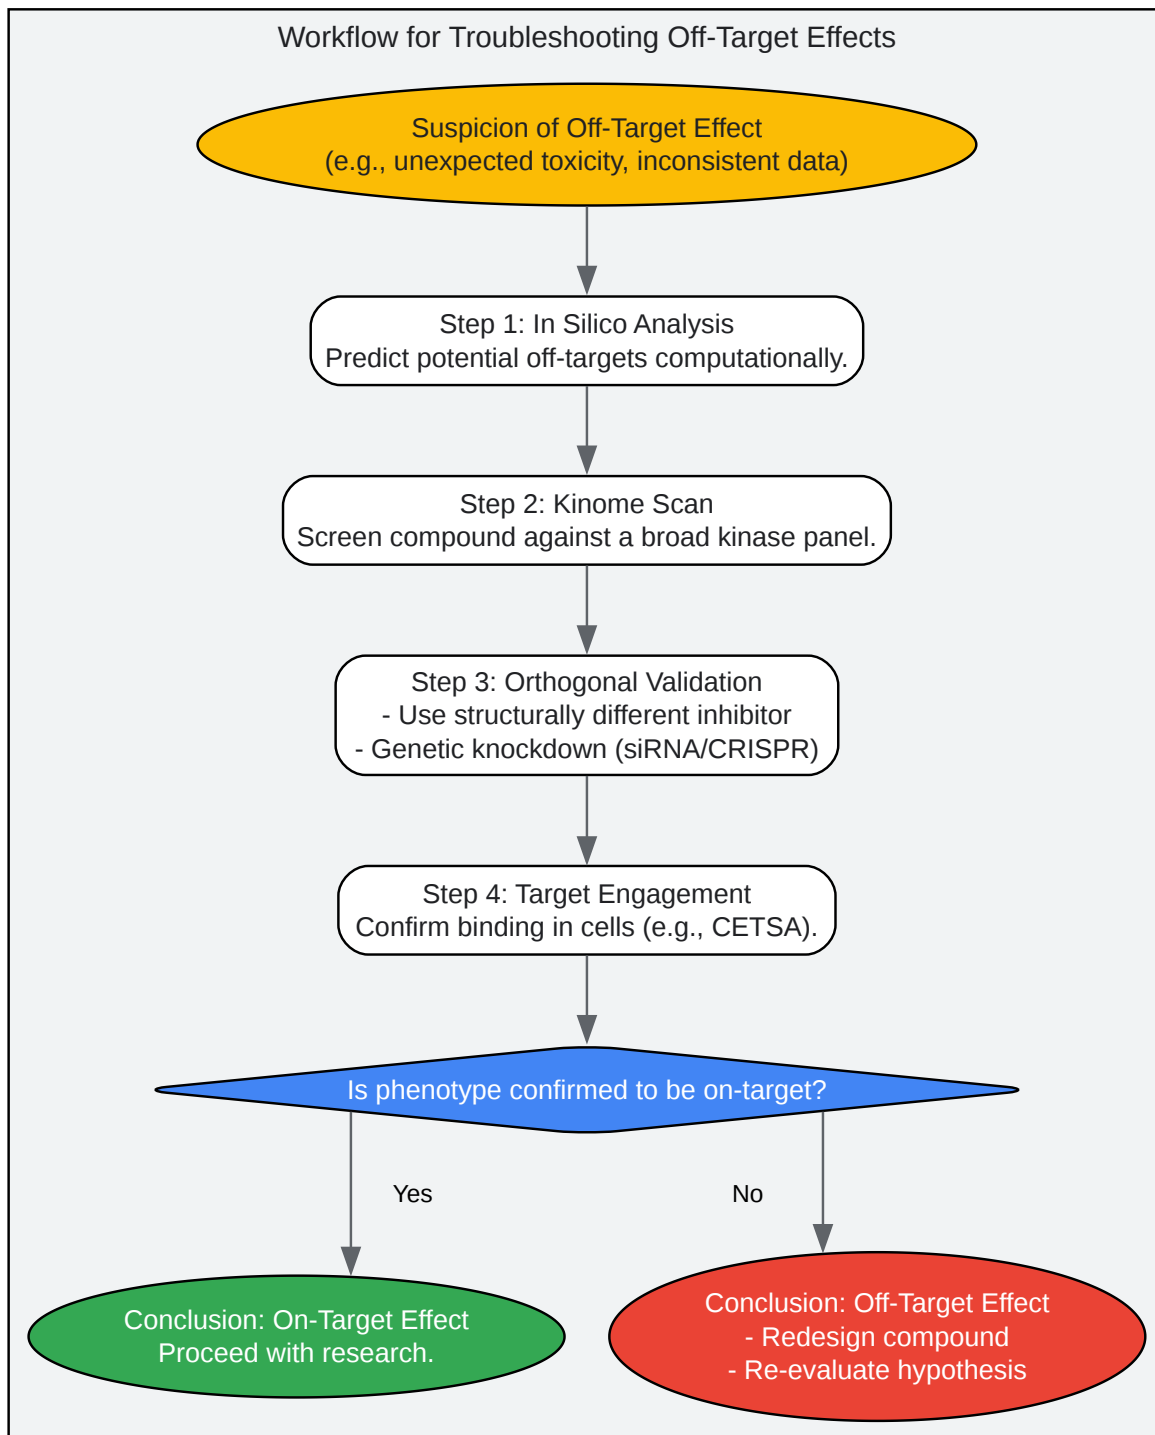 Workflow for Troubleshooting Off-Target Effects
Suspicion of Off-Target Effect
(e.g., unexpected toxicity, inconsistent data)
Step 1: In Silico Analysis
Predict potential off-targets computationally.
Step 2: Kinome Scan
Screen compound against a broad kinase panel.
Step 3: Orthogonal Validation
- Use structurally different inhibitor
- Genetic knockdown (siRNA/CRISPR)
Step 4: Target Engagement
Confirm binding in cells (e.g., CETSA).
Is phenotype confirmed to be on-target?
Yes
No
Conclusion: On-Target Effect
Proceed with research.
Conclusion: Off-Target Effect
- Redesign compound
- Re-evaluate hypothesis